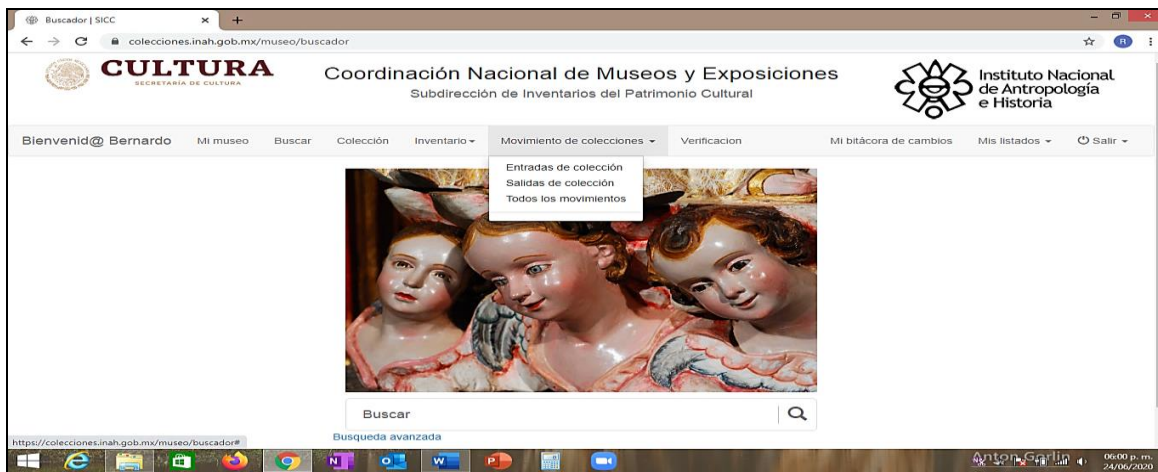 Buscador | SICC
colecciones.inah.gob.mx/museo/buscador
R
CULTURA
SECRETARÍA DE CULTURA
Coordinación Nacional de Museos y Exposiciones
Subdirección de Inventarios del Patrimonio Cultural
Instituto Nacional
de Antropología
e Historia
Bienvenid@ Bernardo Mi museo Buscar Colección Inventario Movimiento de colecciones Verificacion Mi bitácora de cambios Mis listados Salir
Entradas de colección
Salidas de colección
Todos los movimientos
Buscar
Busqueda avanzada
https://colecciones.inah.gob.mx/museo/buscador#
Anton Gorlin
06:00 p. m.
24/06/2020